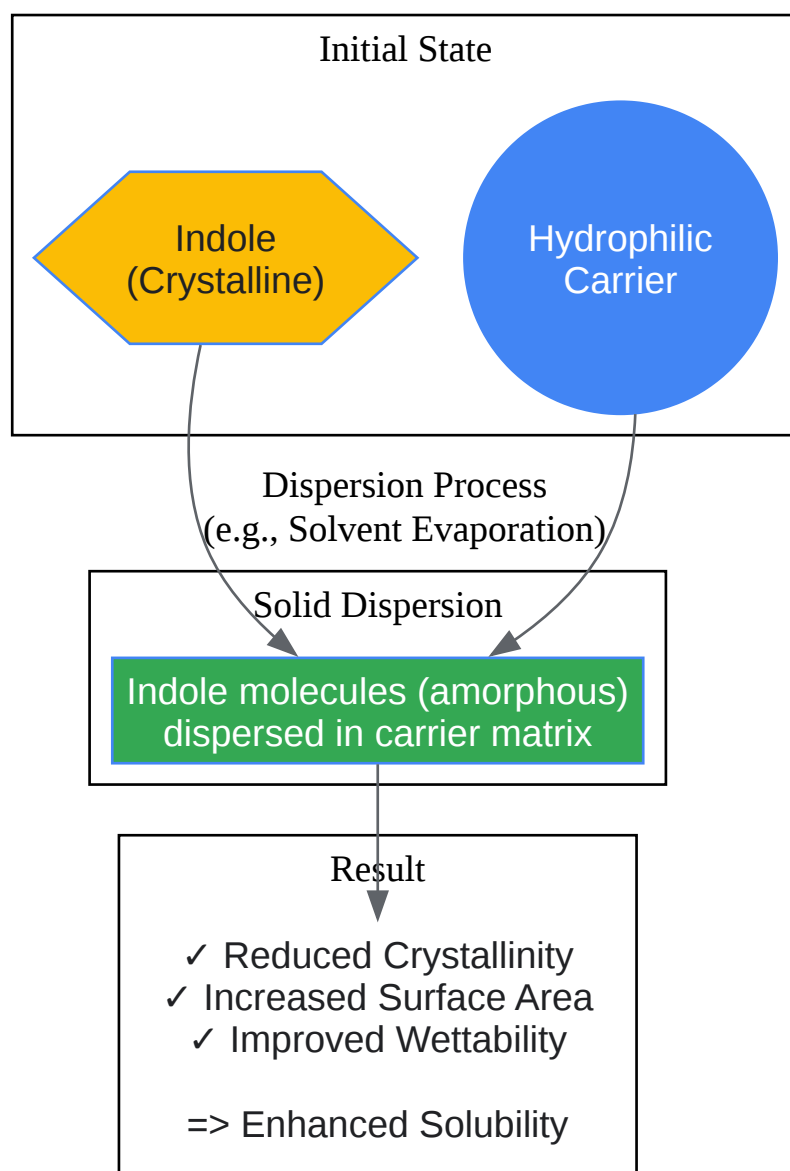 Initial State
Indole
(Crystalline)
Hydrophilic
Carrier
Dispersion Process
(e.g., Solvent Evaporation)
Solid Dispersion
Indole molecules (amorphous)
dispersed in carrier matrix
Result
✓ Reduced Crystallinity
✓ Increased Surface Area
✓ Improved Wettability
=> Enhanced Solubility